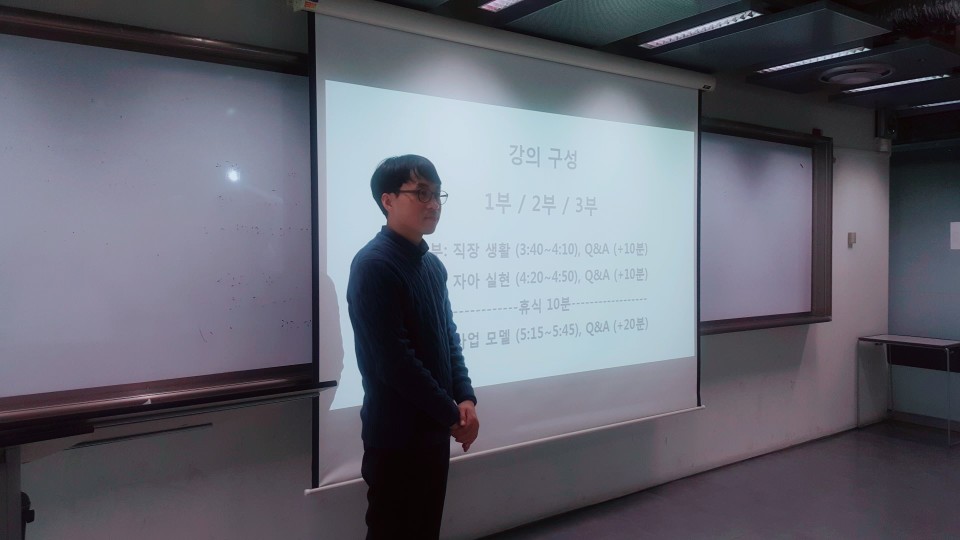 강의 구성
1부 / 2부 / 3부
부: 직장 생활 (3:40~4:10), Q&A (+10분)
자아 실현 (4:20~4:50), Q&A (+10분)
------------휴식 10분------------------
사업 모델 (5:15~5:45), Q&A (+20분)